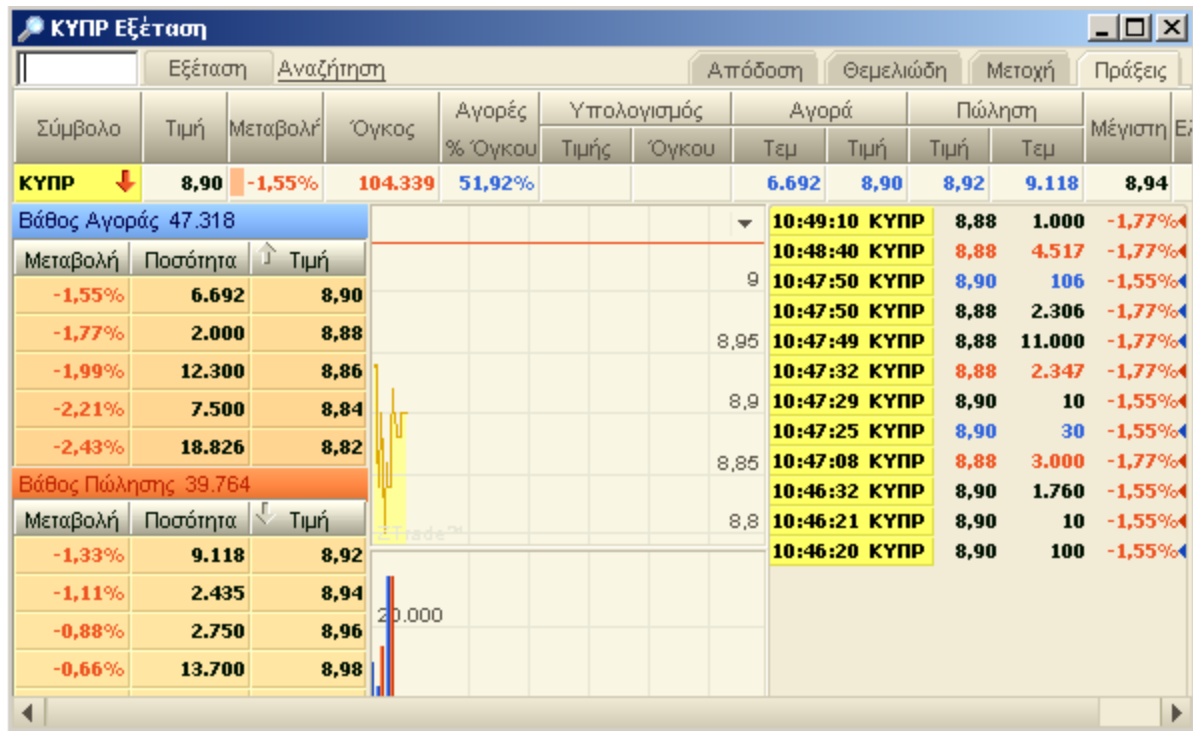 ΚΥΠΡ Εξέταση
Εξέταση Αναζήτηση Απόδοση Θεμελιώδη Μετοχή Πράξεις
Σύμβολο Τιμή Μεταβολή Όγκος Αγορές % Όγκου Υπολογισμός Τιμής Όγκου Αγορά Τεμ Τιμή Πώληση Τιμή Τεμ Μέγιστη Ελ
ΚΥΠΡ 8,90 -1,55% 104.339 51,92% 6.692 8,90 8,92 9.118 8,94
Βάθος Αγοράς 47.318
Μεταβολή Ποσότητα Τιμή
-1,55% 6.692 8,90
-1,77% 2.000 8,88
-1,99% 12.300 8,86
-2,21% 7.500 8,84
-2,43% 18.826 8,82
Βάθος Πώλησης 39.764
Μεταβολή Ποσότητα Τιμή
-1,33% 9.118 8,92
-1,11% 2.435 8,94
-0,88% 2.750 8,96
-0,66% 13.700 8,98
9
8,95
8,9
8,85
8,8
ZTrade™
20.000
10:49:10 ΚΥΠΡ 8,88 1.000 -1,77%
10:48:40 ΚΥΠΡ 8,88 4.517 -1,77%
10:47:50 ΚΥΠΡ 8,90 106 -1,55%
10:47:50 ΚΥΠΡ 8,88 2.306 -1,77%
10:47:49 ΚΥΠΡ 8,88 11.000 -1,77%
10:47:32 ΚΥΠΡ 8,88 2.347 -1,77%
10:47:29 ΚΥΠΡ 8,90 10 -1,55%
10:47:25 ΚΥΠΡ 8,90 30 -1,55%
10:47:08 ΚΥΠΡ 8,88 3.000 -1,77%
10:46:32 ΚΥΠΡ 8,90 1.760 -1,55%
10:46:21 ΚΥΠΡ 8,90 10 -1,55%
10:46:20 ΚΥΠΡ 8,90 100 -1,55%